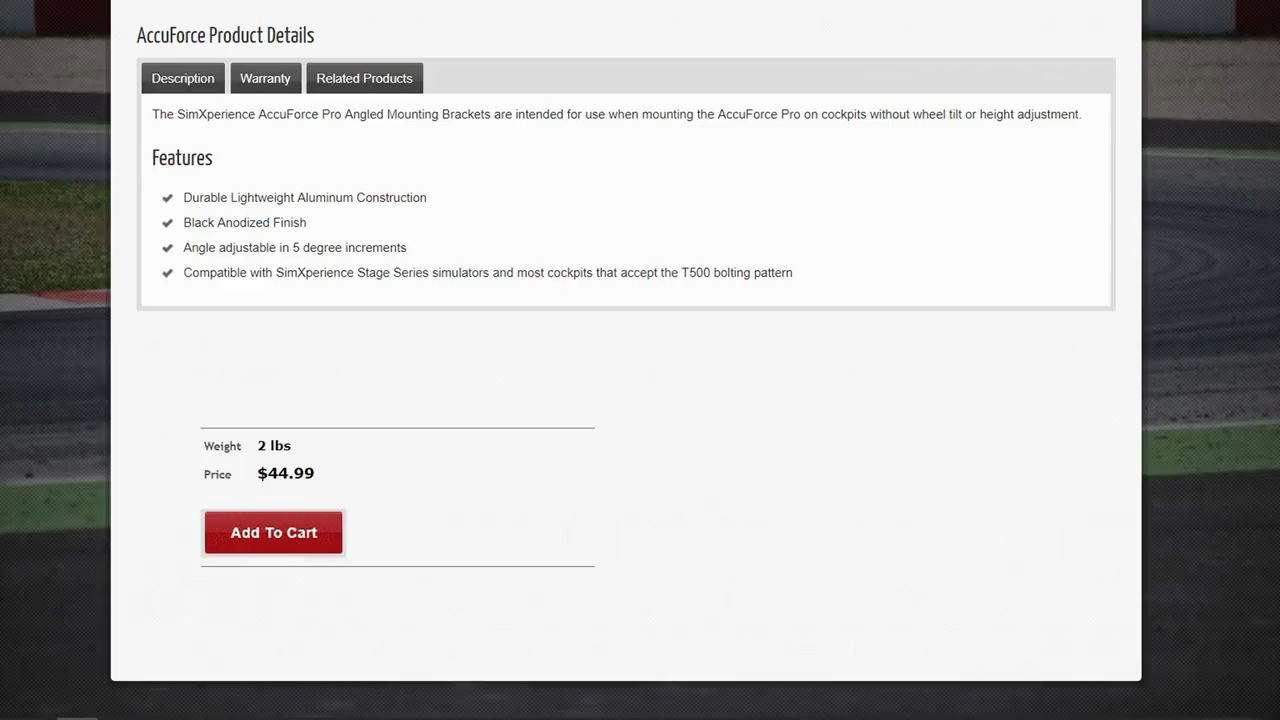 AccuForce Product Details
Description Warranty Related Products
The SimXperience AccuForce Pro Angled Mounting Brackets are intended for use when mounting the AccuForce Pro on cockpits without wheel tilt or height adjustment.
Features
Durable Lightweight Aluminum Construction
Black Anodized Finish
Angle adjustable in 5 degree increments
Compatible with SimXperience Stage Series simulators and most cockpits that accept the T500 bolting pattern
Weight 2 lbs
Price $44.99
Add To Cart